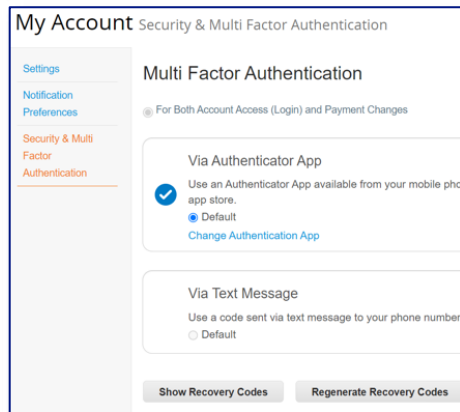 My Account Security & Multi Factor Authentication
Settings
Notification
Preferences
Security & Multi
Factor
Authentication
Multi Factor Authentication
For Both Account Access (Login) and Payment Changes
Via Authenticator App
Use an Authenticator App available from your mobile pho
app store.
Default
Change Authentication App
Via Text Message
Use a code sent via text message to your phone number
Default
Show Recovery Codes
Regenerate Recovery Codes